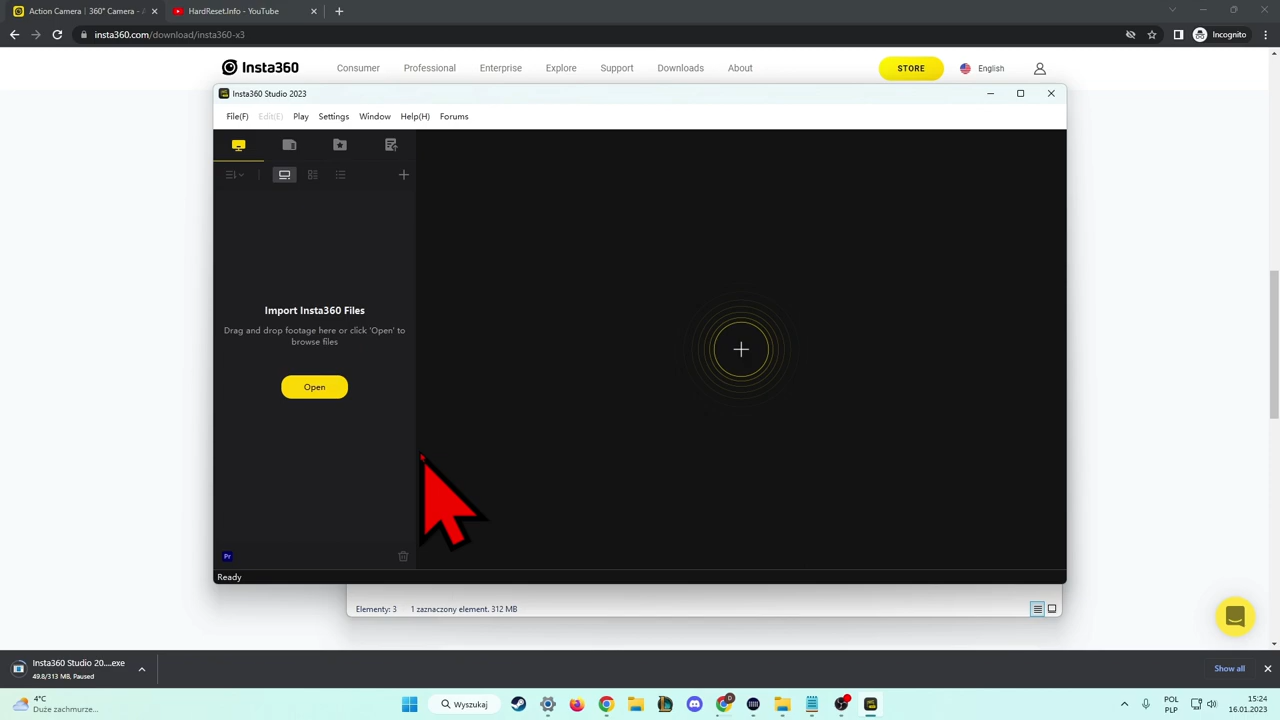 Action Camera | 360° Camera - A
HardReset.Info - YouTube
insta360.com/download/insta360-x3
Incognito
Insta360
Consumer
Professional
Enterprise
Explore
Support
Downloads
About
STORE
English
Insta360 Studio 2023
File(F)
Edit(E)
Play
Settings
Window
Help(H)
Forums
Import Insta360 Files
Drag and drop footage here or click 'Open' to
browse files
Open
Pr
Ready
Elementy: 3
1 zaznaczony element. 312 MB
Insta360 Studio 20....exe
49.8/313 MB, Paused
Show all
4°C
Duże zachmurze...
Wyszukaj
POL
PLP
15:24
16.01.2023